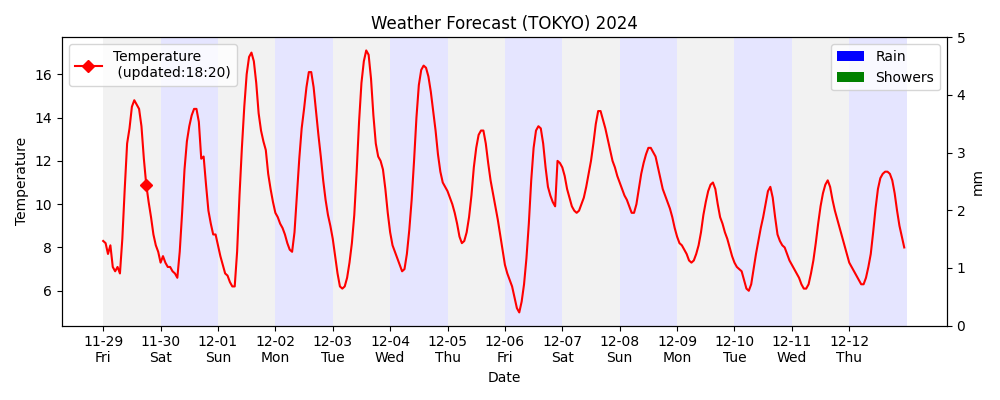 Weather Forecast (TOKYO) 2024
Temperature
(updated:18:20)
Rain
Showers
Temperature
16
14
12
10
8
6
5
4
3
2
1
0
mm
11-29 11-30 12-01 12-02 12-03 12-04 12-05 12-06 12-07 12-08 12-09 12-10 12-11 12-12
Fri Sat Sun Mon Tue Wed Thu Fri Sat Sun Mon Tue Wed Thu
Date